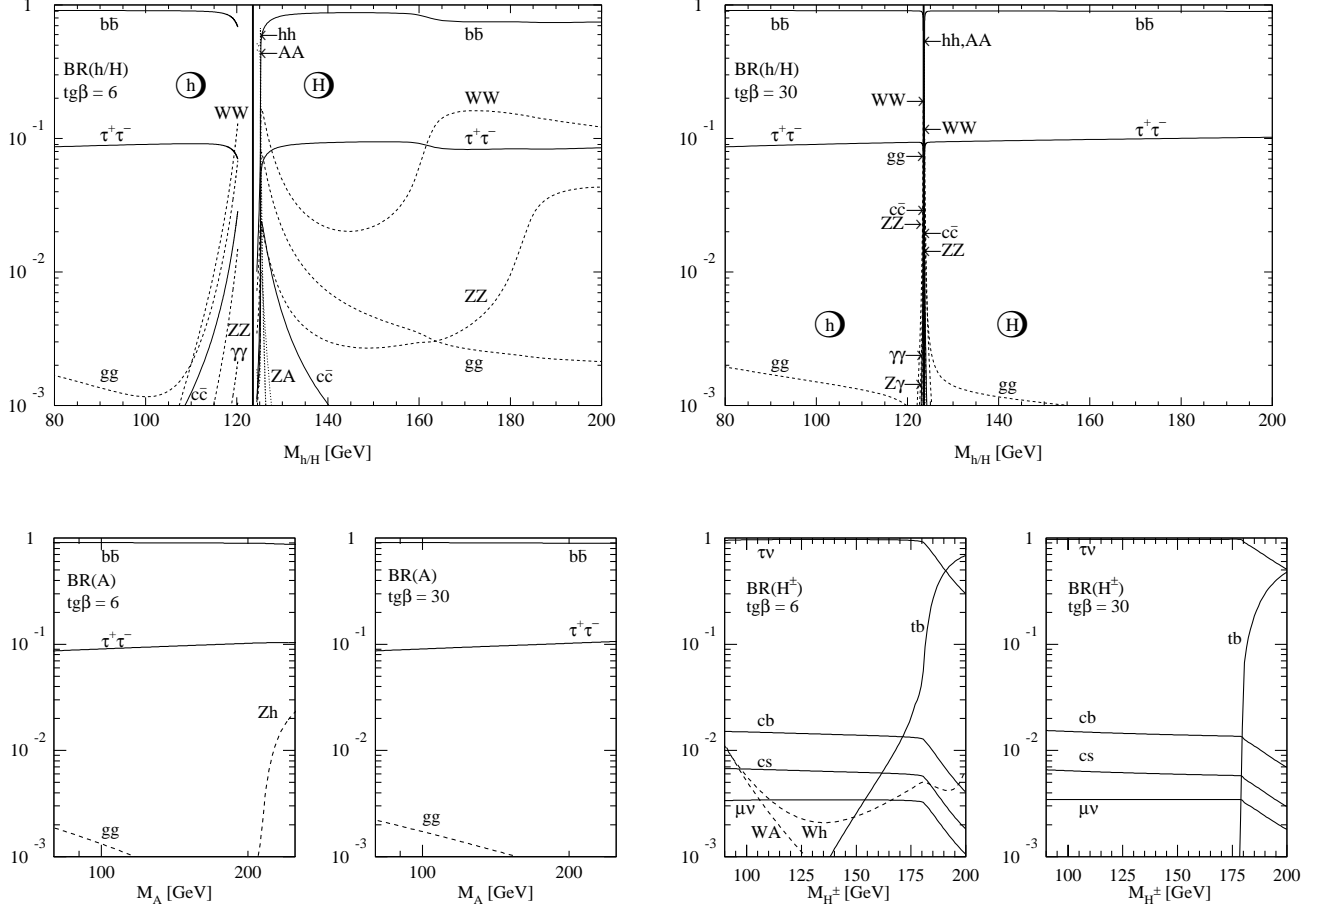 1
10 -1
10 -2
10 -3
bb̄
BR(h/H)
tgβ = 6
h
H
hh
AA
bb̄
WW
WW
τ+τ−
τ+τ−
ZZ
ZZ
γγ
gg
cc̄
ZA
cc̄
gg
80 100 120 140 160 180 200
M h/H [GeV]
1
10 -1
10 -2
10 -3
bb̄
bb̄
hh,AA
BR(h/H)
tgβ = 30
WW
WW
τ+τ−
τ+τ−
gg
cc̄
ZZ
cc̄
ZZ
h
H
γγ
Zγ
gg
gg
80 100 120 140 160 180 200
M h/H [GeV]
1
10 -1
10 -2
10 -3
bb̄
BR(A)
tgβ = 6
τ+τ−
Zh
gg
100 200
M A [GeV]
1
10 -1
10 -2
10 -3
bb̄
BR(A)
tgβ = 30
τ+τ−
gg
100 200
M A [GeV]
1
10 -1
10 -2
10 -3
τν
BR(H±)
tgβ = 6
tb
cb
cs
μν
WA Wh
100 125 150 175 200
M H± [GeV]
1
10 -1
10 -2
10 -3
τν
BR(H±)
tgβ = 30
tb
cb
cs
μν
100 125 150 175 200
M H± [GeV]